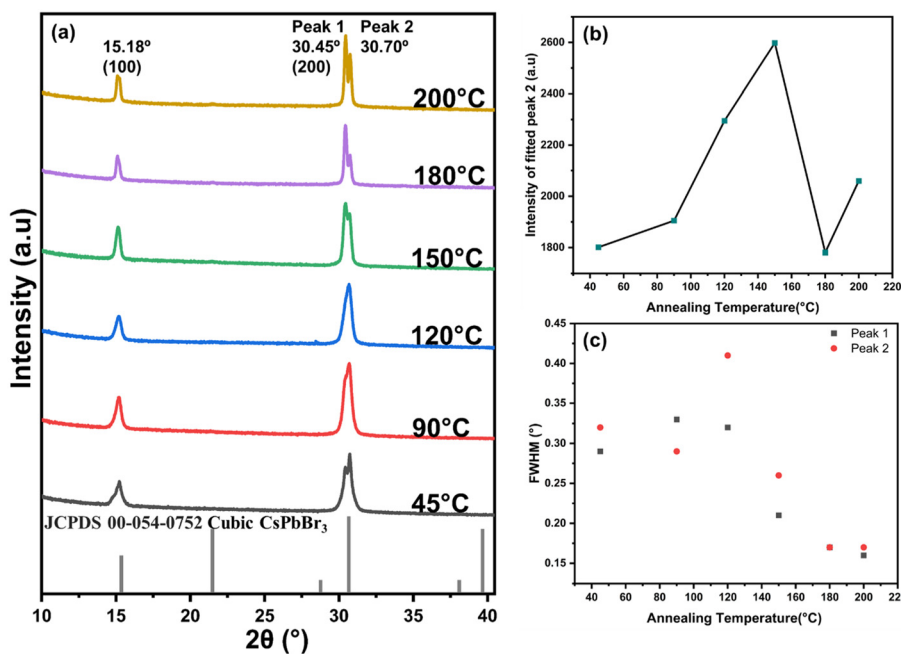 (a)
15.18°
(100)
Peak 1
30.45°
(200)
Peak 2
30.70°
200°C
180°C
150°C
120°C
90°C
45°C
JCPDS 00-054-0752 Cubic CsPbBr₃
Intensity (a.u)
10 15 20 25 30 35 40
2θ (°)
(b)
Intensity of fitted peak 2 (a.u)
2600
2400
2200
2000
1800
40 60 80 100 120 140 160 180 200 220
Annealing Temperature(°C)
(c)
Peak 1
Peak 2
FWHM (°)
0.45
0.40
0.35
0.30
0.25
0.20
0.15
40 60 80 100 120 140 160 180 200 22
Annealing Temperature(°C)